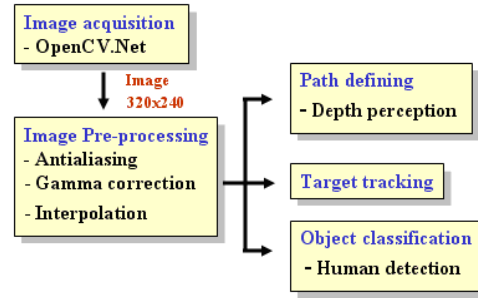 Image acquisition
- OpenCV.Net
Image
320x240
Image Pre-processing
- Antialiasing
- Gamma correction
- Interpolation
Path defining
- Depth perception
Target tracking
Object classification
- Human detection